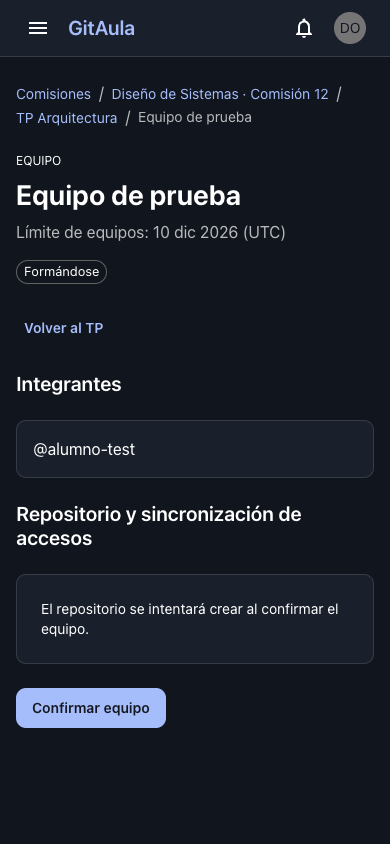 GitAula
DO
Comisiones / Diseño de Sistemas · Comisión 12 /
TP Arquitectura / Equipo de prueba
EQUIPO
Equipo de prueba
Límite de equipos: 10 dic 2026 (UTC)
Formándose
Volver al TP
Integrantes
@alumno-test
Repositorio y sincronización de
accesos
El repositorio se intentará crear al confirmar el
equipo.
Confirmar equipo